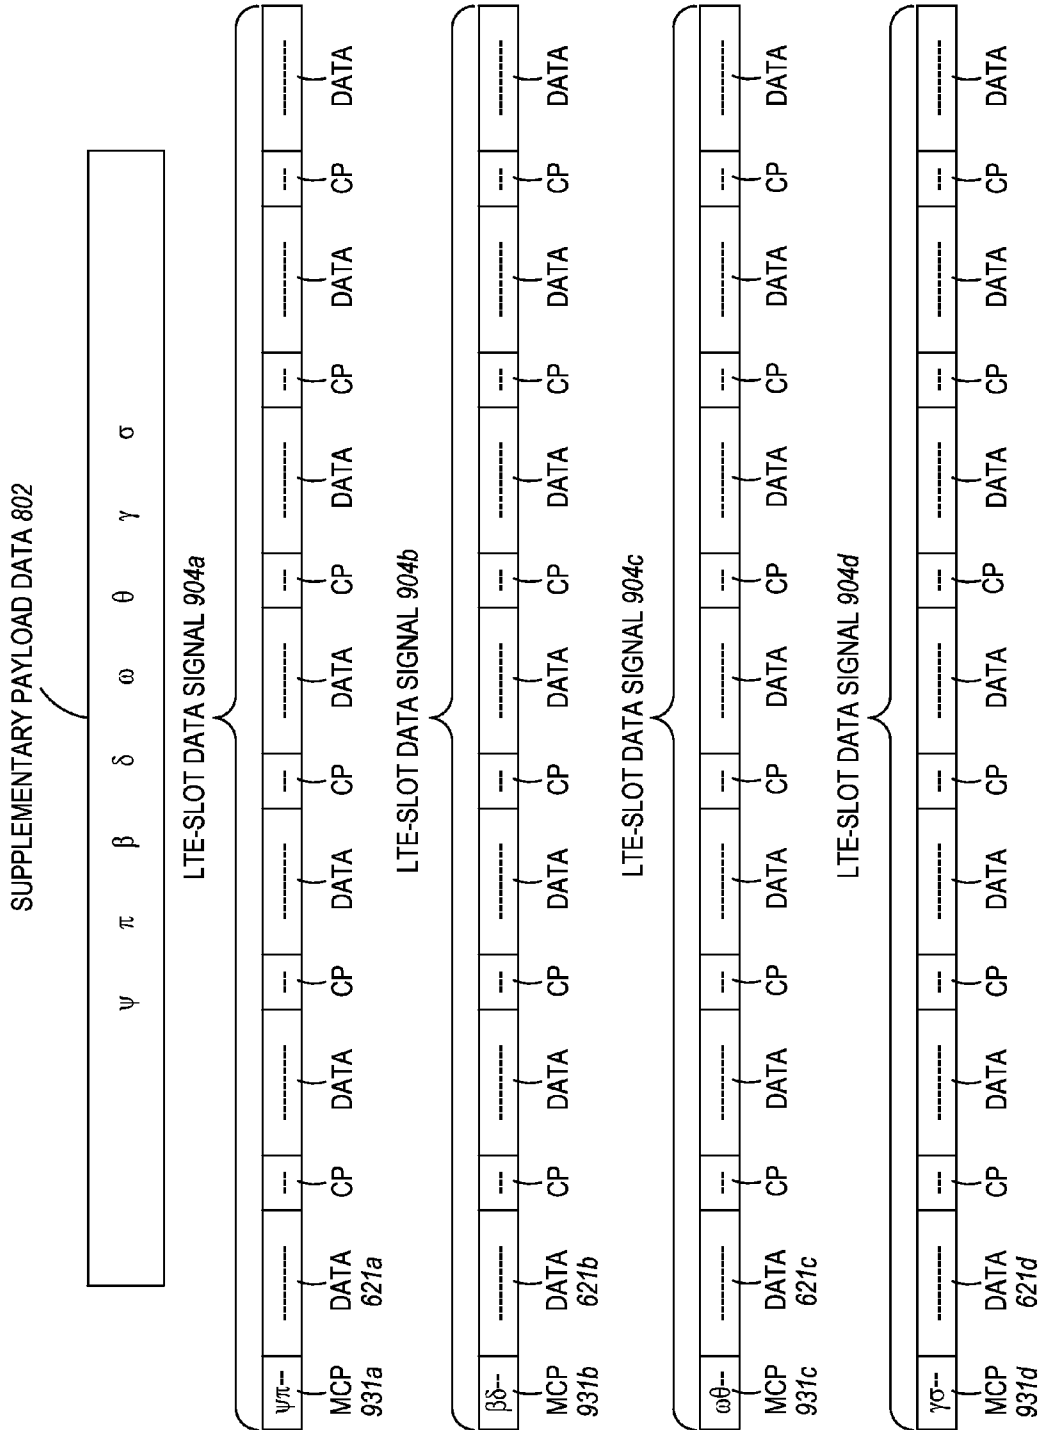 SUPPLEMENTARY PAYLOAD DATA 802
ψ π β δ ω θ γ σ
LTE-SLOT DATA SIGNAL 904a
ψπ--
MCP DATA CP DATA CP DATA CP DATA CP DATA CP DATA CP DATA
931a 621a
LTE-SLOT DATA SIGNAL 904b
βδ--
MCP DATA CP DATA CP DATA CP DATA CP DATA CP DATA CP DATA
931b 621b
LTE-SLOT DATA SIGNAL 904c
ωθ--
MCP DATA CP DATA CP DATA CP DATA CP DATA CP DATA CP DATA
931c 621c
LTE-SLOT DATA SIGNAL 904d
γσ--
MCP DATA CP DATA CP DATA CP DATA CP DATA CP DATA CP DATA
931d 621d